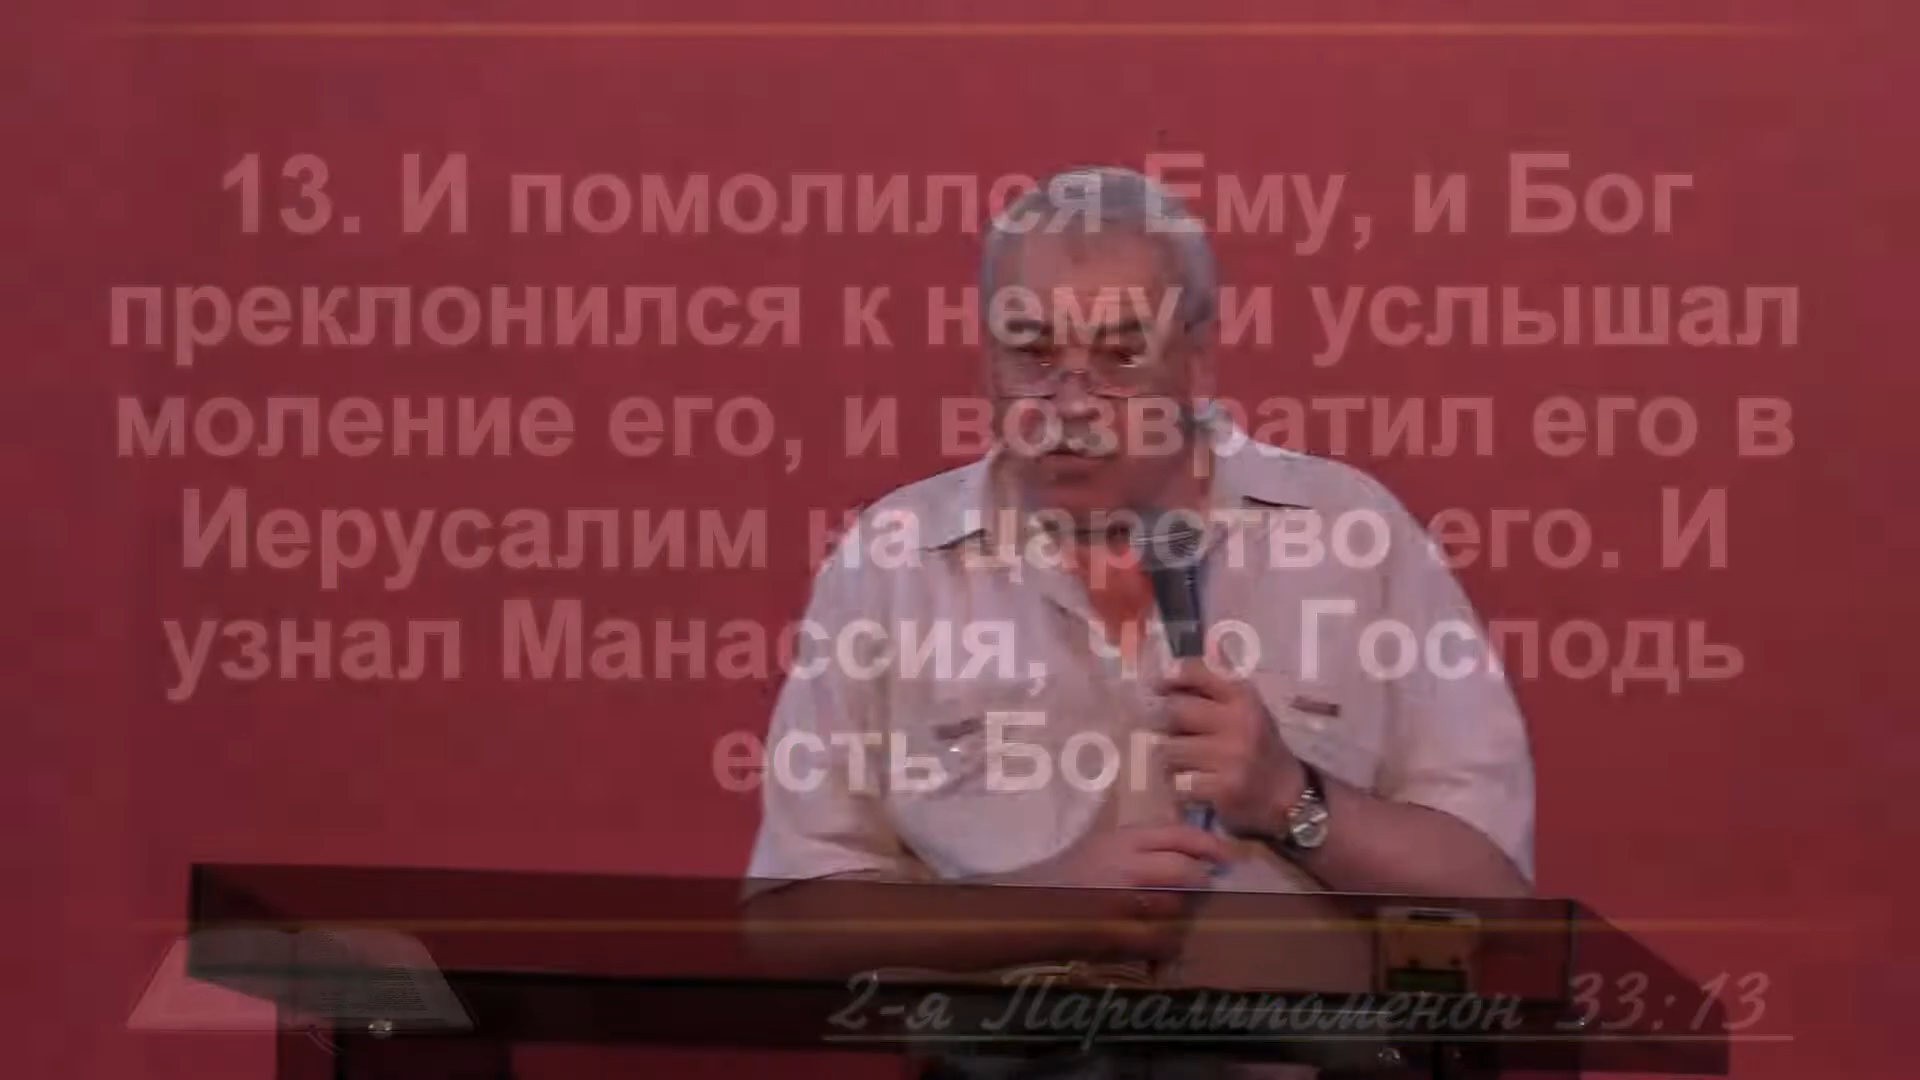 13. И помолился Ему, и Бог
преклонился к нему и услышал
моление его, и возвратил его в
Иерусалим на царство его. И
узнал Манассия, что Господь
есть Бог.
2-я Паралипоменон 33:13